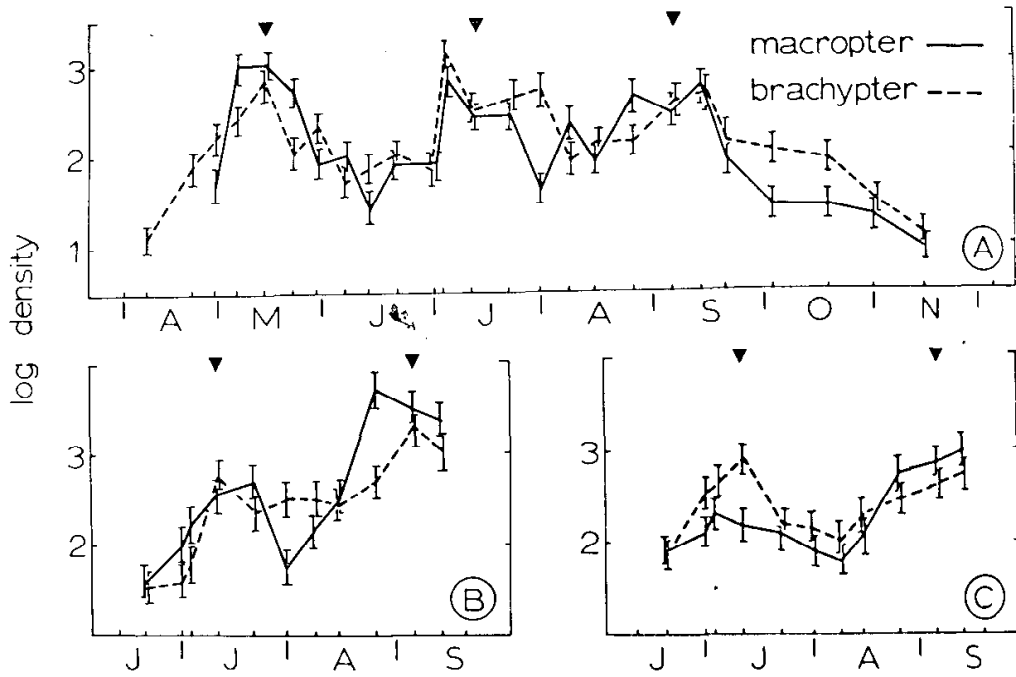 macropter
brachypter
log density
3
2
1
A
A M J J A S O N
3
2
B
J J A S
3
2
C
J J A S